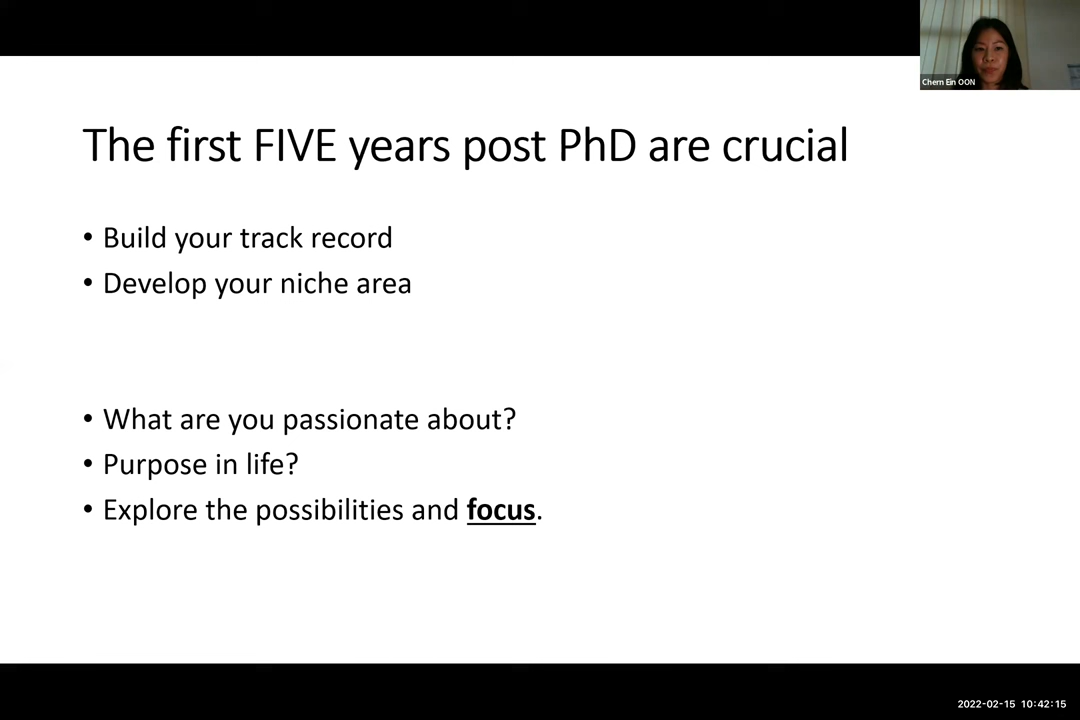 Chern Ein OON
The first FIVE years post PhD are crucial
• Build your track record
• Develop your niche area
• What are you passionate about?
• Purpose in life?
• Explore the possibilities and focus.
2022-02-15 10:42:15